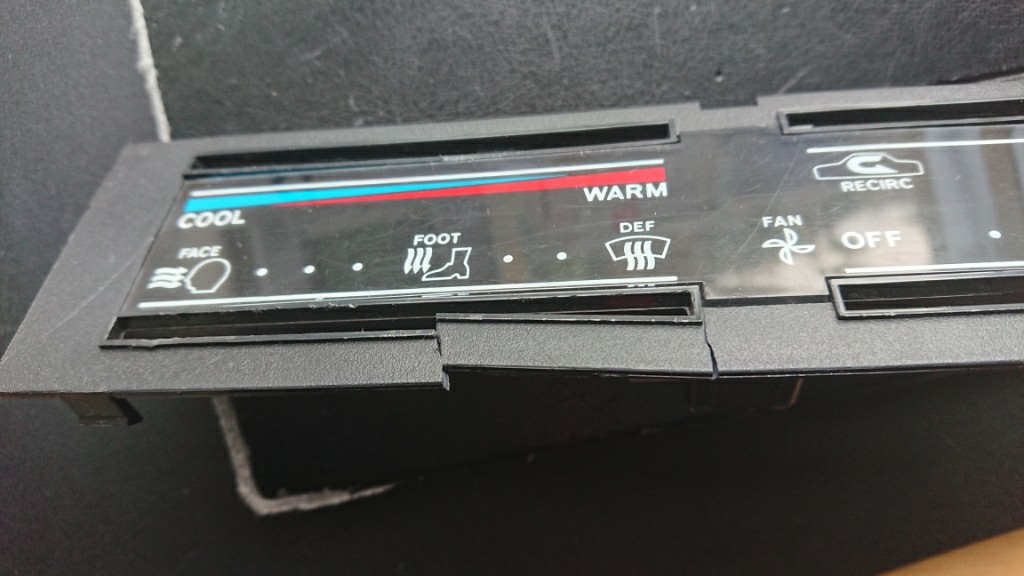 COOL
WARM
RECIRC
FACE
FOOT
DEF
FAN
OFF